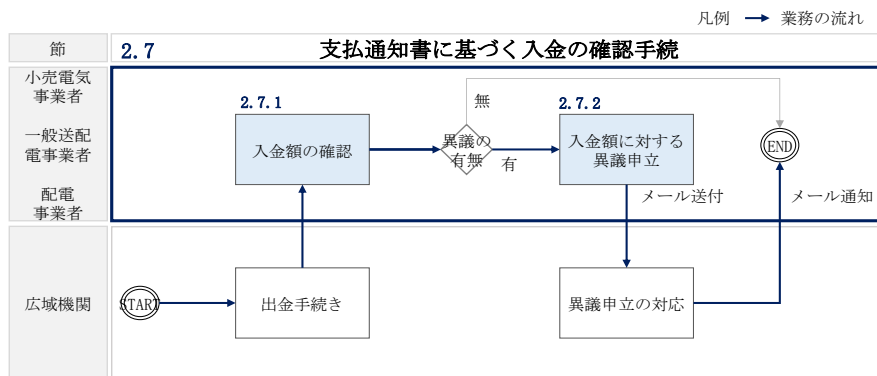 凡例 業務の流れ
節 2.7 支払通知書に基づく入金の確認手続
小売電気
事業者
一般送配
電事業者
配電
事業者
2.7.1
入金額の確認
異議の
有無
無
有
2.7.2
入金額に対する
異議申立
END
メール送付
メール通知
広域機関
START
出金手続き
異議申立の対応